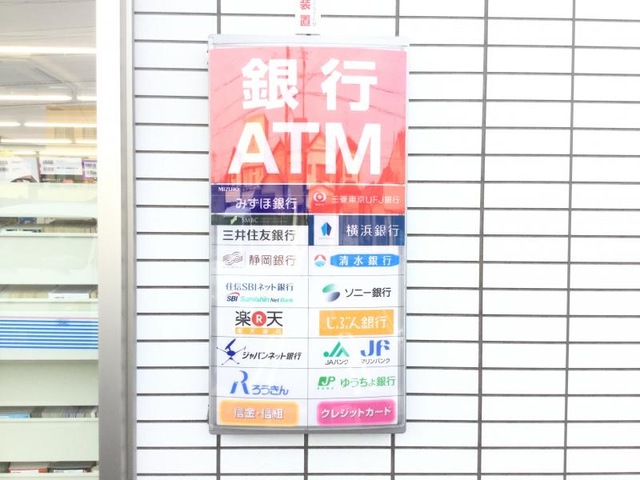 装置
銀行
ATM
MIZUHO
みずほ銀行
三菱東京UFJ銀行
SMBC
三井住友銀行
横浜銀行
静岡銀行
清水銀行
住信SBIネット銀行
SBI Sumishin Net Bank
ソニー銀行
楽R天
じぶん銀行
ジャパンネット銀行
JA
JAバンク
JF
マリンバンク
Rろうきん
JP
ゆうちょ銀行
信金・信組
クレジットカード